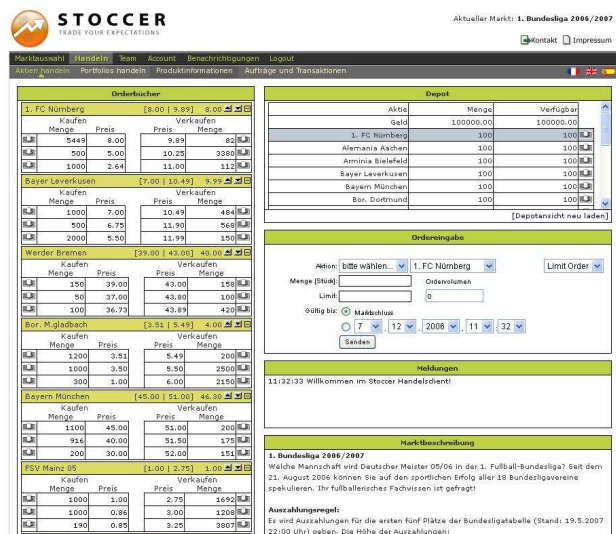 STOCCER
TRADE YOUR EXPECTATIONS
Aktueller Markt: 1. Bundesliga 2006/2007
Kontakt Impressum
Marktauswahl Handeln Team Account Benachrichtigungen Logout
Aktien handeln Portfolios handeln Produktinformationen Aufträge und Transaktionen
Orderbücher
1. FC Nürnberg [8.00 | 9.89] 8.00
Kaufen Verkaufen
Menge Preis Preis Menge
5449 8.00 9.89 82
500 5.00 10.25 3380
1000 2.64 11.00 112
Bayer Leverkusen [7.00 | 10.49] 9.99
Kaufen Verkaufen
Menge Preis Preis Menge
1000 7.00 10.49 484
500 6.75 11.90 568
2000 5.50 11.99 150
Werder Bremen [39.00 | 43.00] 40.00
Kaufen Verkaufen
Menge Preis Preis Menge
150 39.00 43.00 158
50 37.00 43.80 100
100 36.73 43.89 420
Bor. M.gladbach [3.51 | 5.49] 4.00
Kaufen Verkaufen
Menge Preis Preis Menge
1200 3.51 5.49 200
1000 3.50 5.50 2500
300 1.00 6.00 2150
Bayern München [45.00 | 51.00] 46.30
Kaufen Verkaufen
Menge Preis Preis Menge
1100 45.00 51.00 200
916 40.00 51.50 175
200 30.00 52.00 151
FSV Mainz 05 [1.00 | 2.75] 1.00
Kaufen Verkaufen
Menge Preis Preis Menge
1000 1.00 2.75 1692
1000 0.86 3.00 1208
190 0.85 3.25 3807
Depot
Aktie Menge Verfügbar
Geld 100000.00 100000.00
1. FC Nürnberg 100 100
Alemania Aachen 100 100
Arminia Bielefeld 100 100
Bayer Leverkusen 100 100
Bayern München 100 100
Bor. Dortmund 100 100
[Depotansicht neu laden]
Ordereingabe
Aktion: bitte wählen... 1. FC Nürnberg Limit Order
Menge [Stück]: Ordervolumen
Limit: 0
Gültig bis: Marktschluss
7 . 12 . 2006 , 11 . 32
Senden
Meldungen
11:32:33 Willkommen im Stoccer Handelsclient!
Marktbeschreibung
1. Bundesliga 2006/2007
Welche Mannschaft wird Deutscher Meister 05/06 in der 1. Fußball-Bundesliga? Seit dem
21. August 2006 können Sie auf den sportlichen Erfolg aller 18 Bundesligavereine
spekulieren. Ihr fußballerisches Fachwissen ist gefragt!
Auszahlungsregel:
Es wird Auszahlungen für die ersten fünf Plätze der Bundesligatabelle (Stand: 19.5.2007
22:00 Uhr) geben. Die Höhe der Auszahlungen: